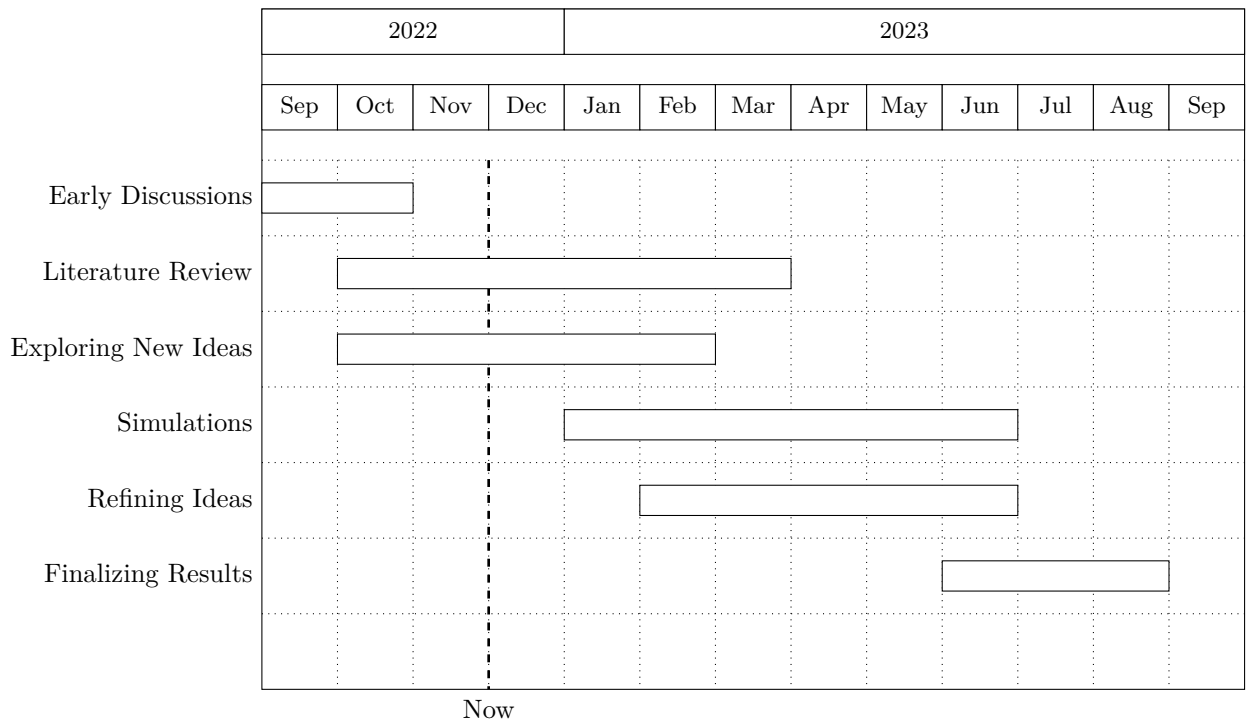 2022 2023
Sep Oct Nov Dec Jan Feb Mar Apr May Jun Jul Aug Sep
Early Discussions
Literature Review
Exploring New Ideas
Simulations
Refining Ideas
Finalizing Results
Now